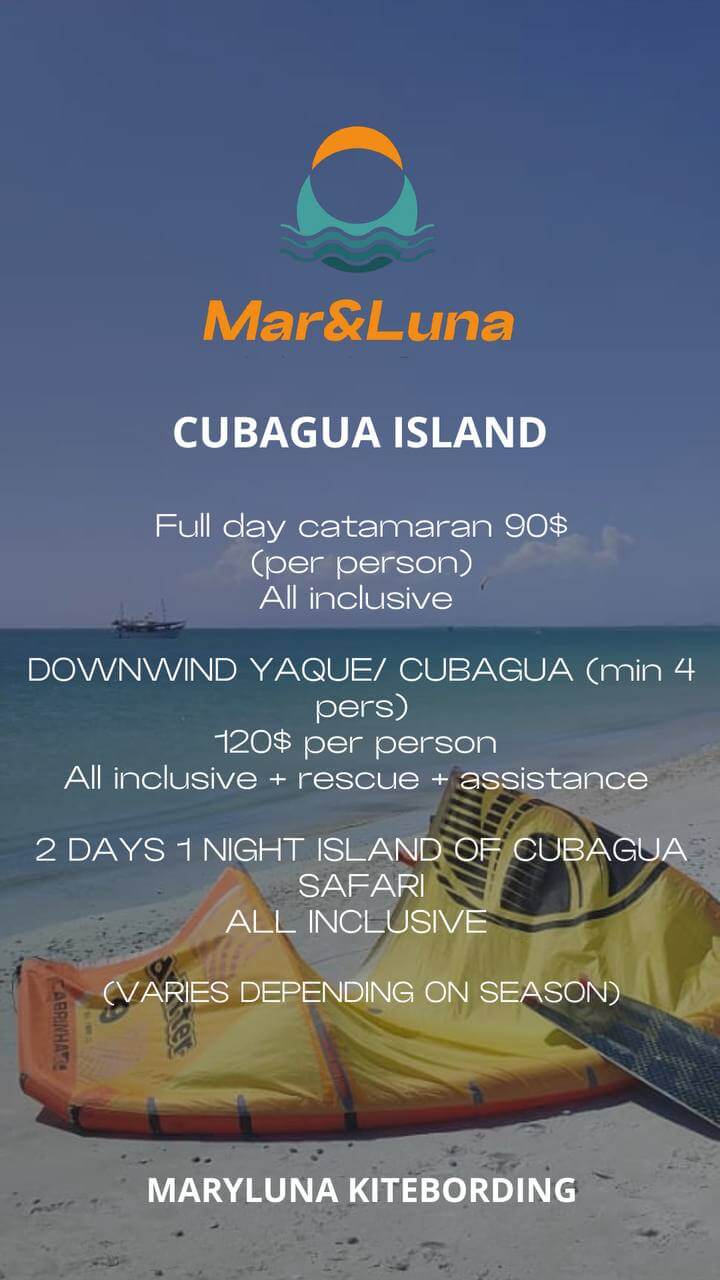 Mar&Luna
CUBAGUA ISLAND
Full day catamaran 90$
(per person)
All inclusive
DOWNWIND YAQUE/ CUBAGUA (min 4
pers)
120$ per person
All inclusive + rescue + assistance
2 DAYS 1 NIGHT ISLAND OF CUBAGUA
SAFARI
ALL INCLUSIVE
(VARIES DEPENDING ON SEASON)
CABRINHA
9
MARYLUNA KITEBORDING